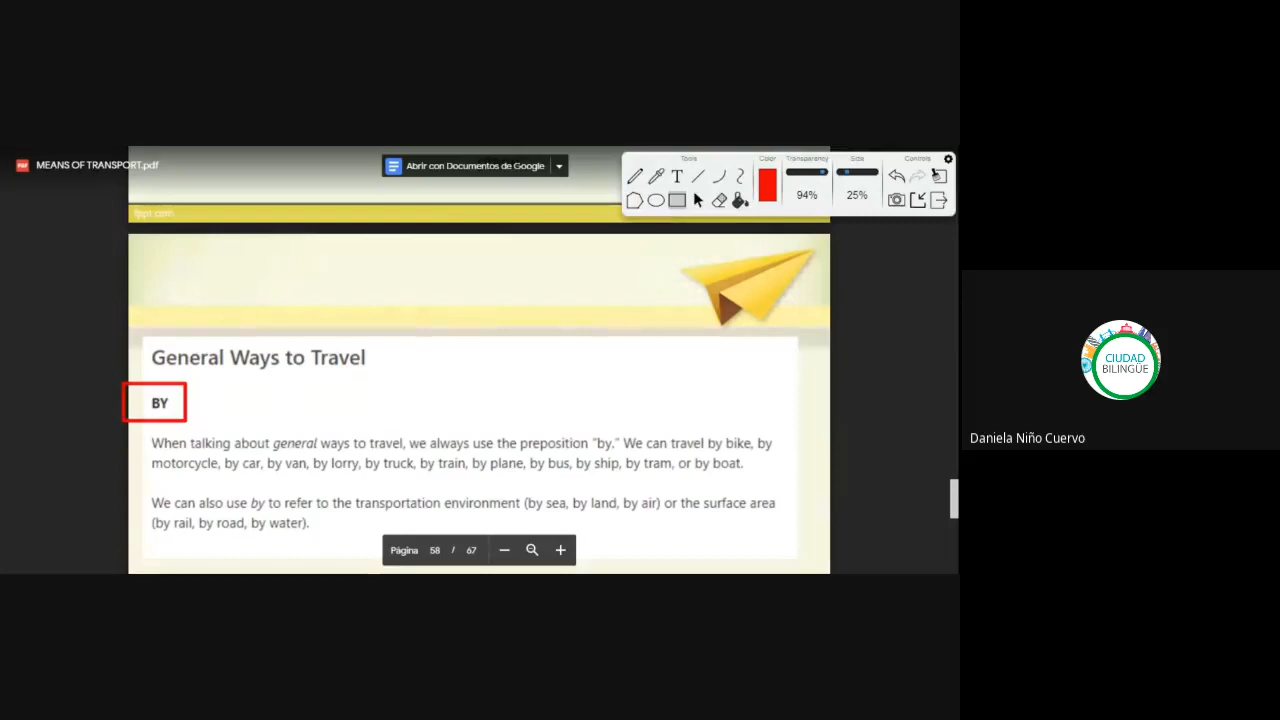 MEANS OF TRANSPORT.pdf
Abrir con Documentos de Google
Tools
Color
Transparency
Size
Controls
94%
25%
fppt.com
General Ways to Travel
BY
When talking about general ways to travel, we always use the preposition "by." We can travel by bike, by
motorcycle, by car, by van, by lorry, by truck, by train, by plane, by bus, by ship, by tram, or by boat.
We can also use by to refer to the transportation environment (by sea, by land, by air) or the surface area
(by rail, by road, by water).
Página 58 / 67
CIUDAD
BILINGÜE
Daniela Niño Cuervo